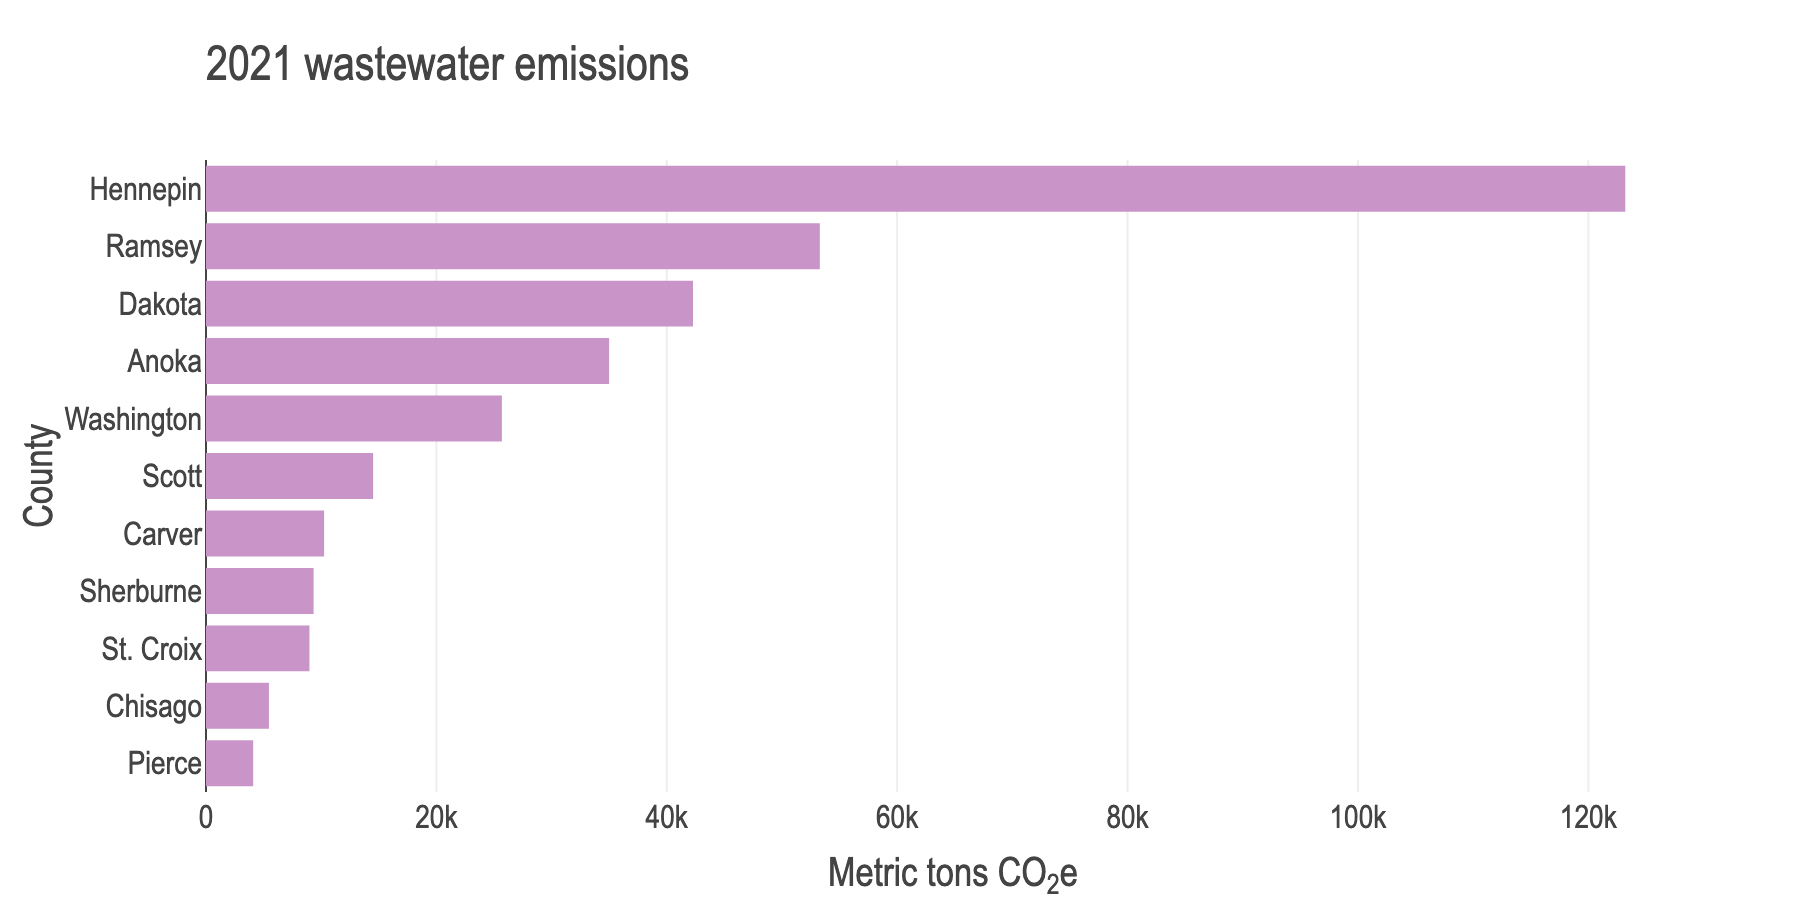 2021 wastewater emissions
Hennepin
Ramsey
Dakota
Anoka
Washington
Scott
Carver
Sherburne
St. Croix
Chisago
Pierce
County
0 20k 40k 60k 80k 100k 120k
Metric tons CO₂e